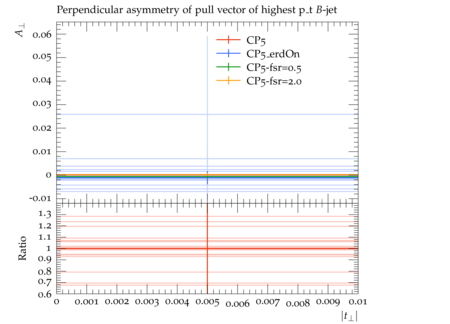 Perpendicular asymmetry of pull vector of highest p_t B-jet
A⊥
0.06
0.05
0.04
0.03
0.02
0.01
0
-0.01
CP5
CP5_erdOn
CP5-fsr=0.5
CP5-fsr=2.0
Ratio
1.3
1.2
1.1
1
0.9
0.8
0.7
0.6
0 0.001 0.002 0.003 0.004 0.005 0.006 0.007 0.008 0.009 0.01
|t⊥|